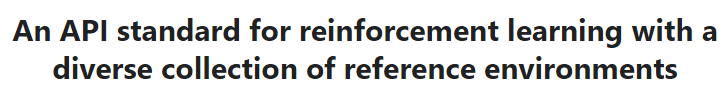 An API standard for reinforcement learning with a
diverse collection of reference environments